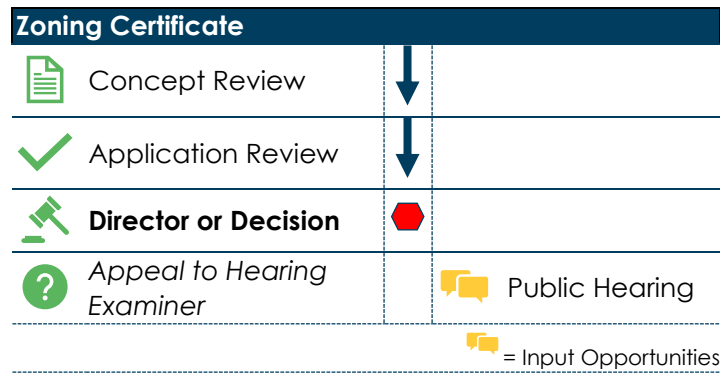 Zoning Certificate
Concept Review
Application Review
Director or Decision
Appeal to Hearing
Examiner
Public Hearing
= Input Opportunities